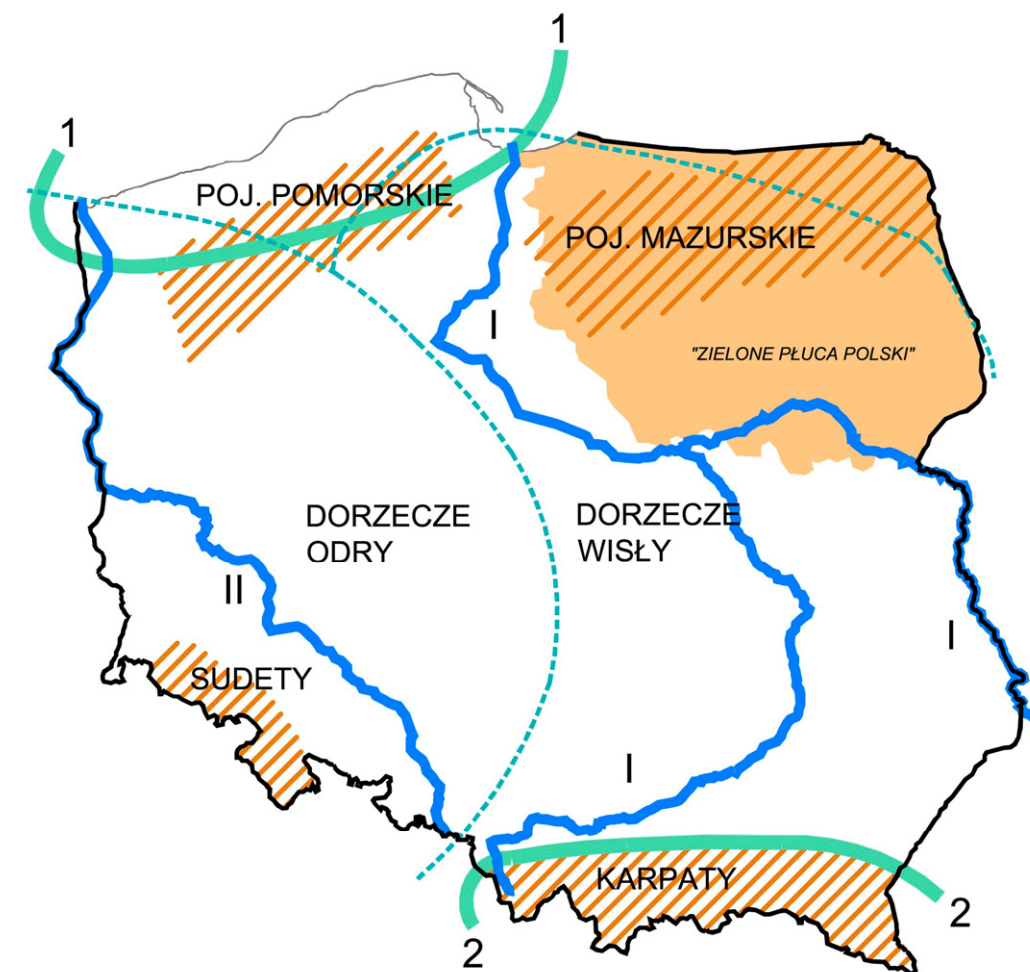 1
1
POJ. POMORSKIE
POJ. MAZURSKIE
I
"ZIELONE PŁUCA POLSKI"
DORZECZE
ODRY
DORZECZE
WISŁY
II
I
SUDETY
I
KARPATY
2
2